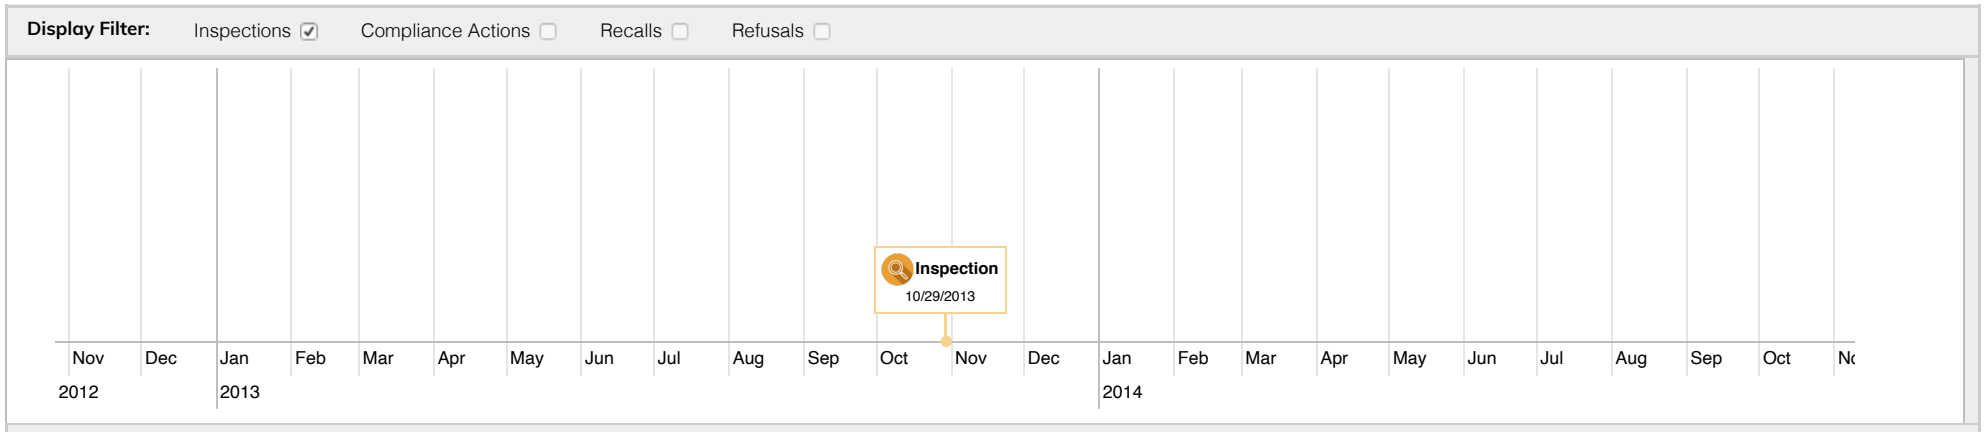 Display Filter: Inspections Compliance Actions Recalls Refusals
Inspection
10/29/2013
Nov Dec Jan Feb Mar Apr May Jun Jul Aug Sep Oct Nov Dec Jan Feb Mar Apr May Jun Jul Aug Sep Oct
2012 2013 2014